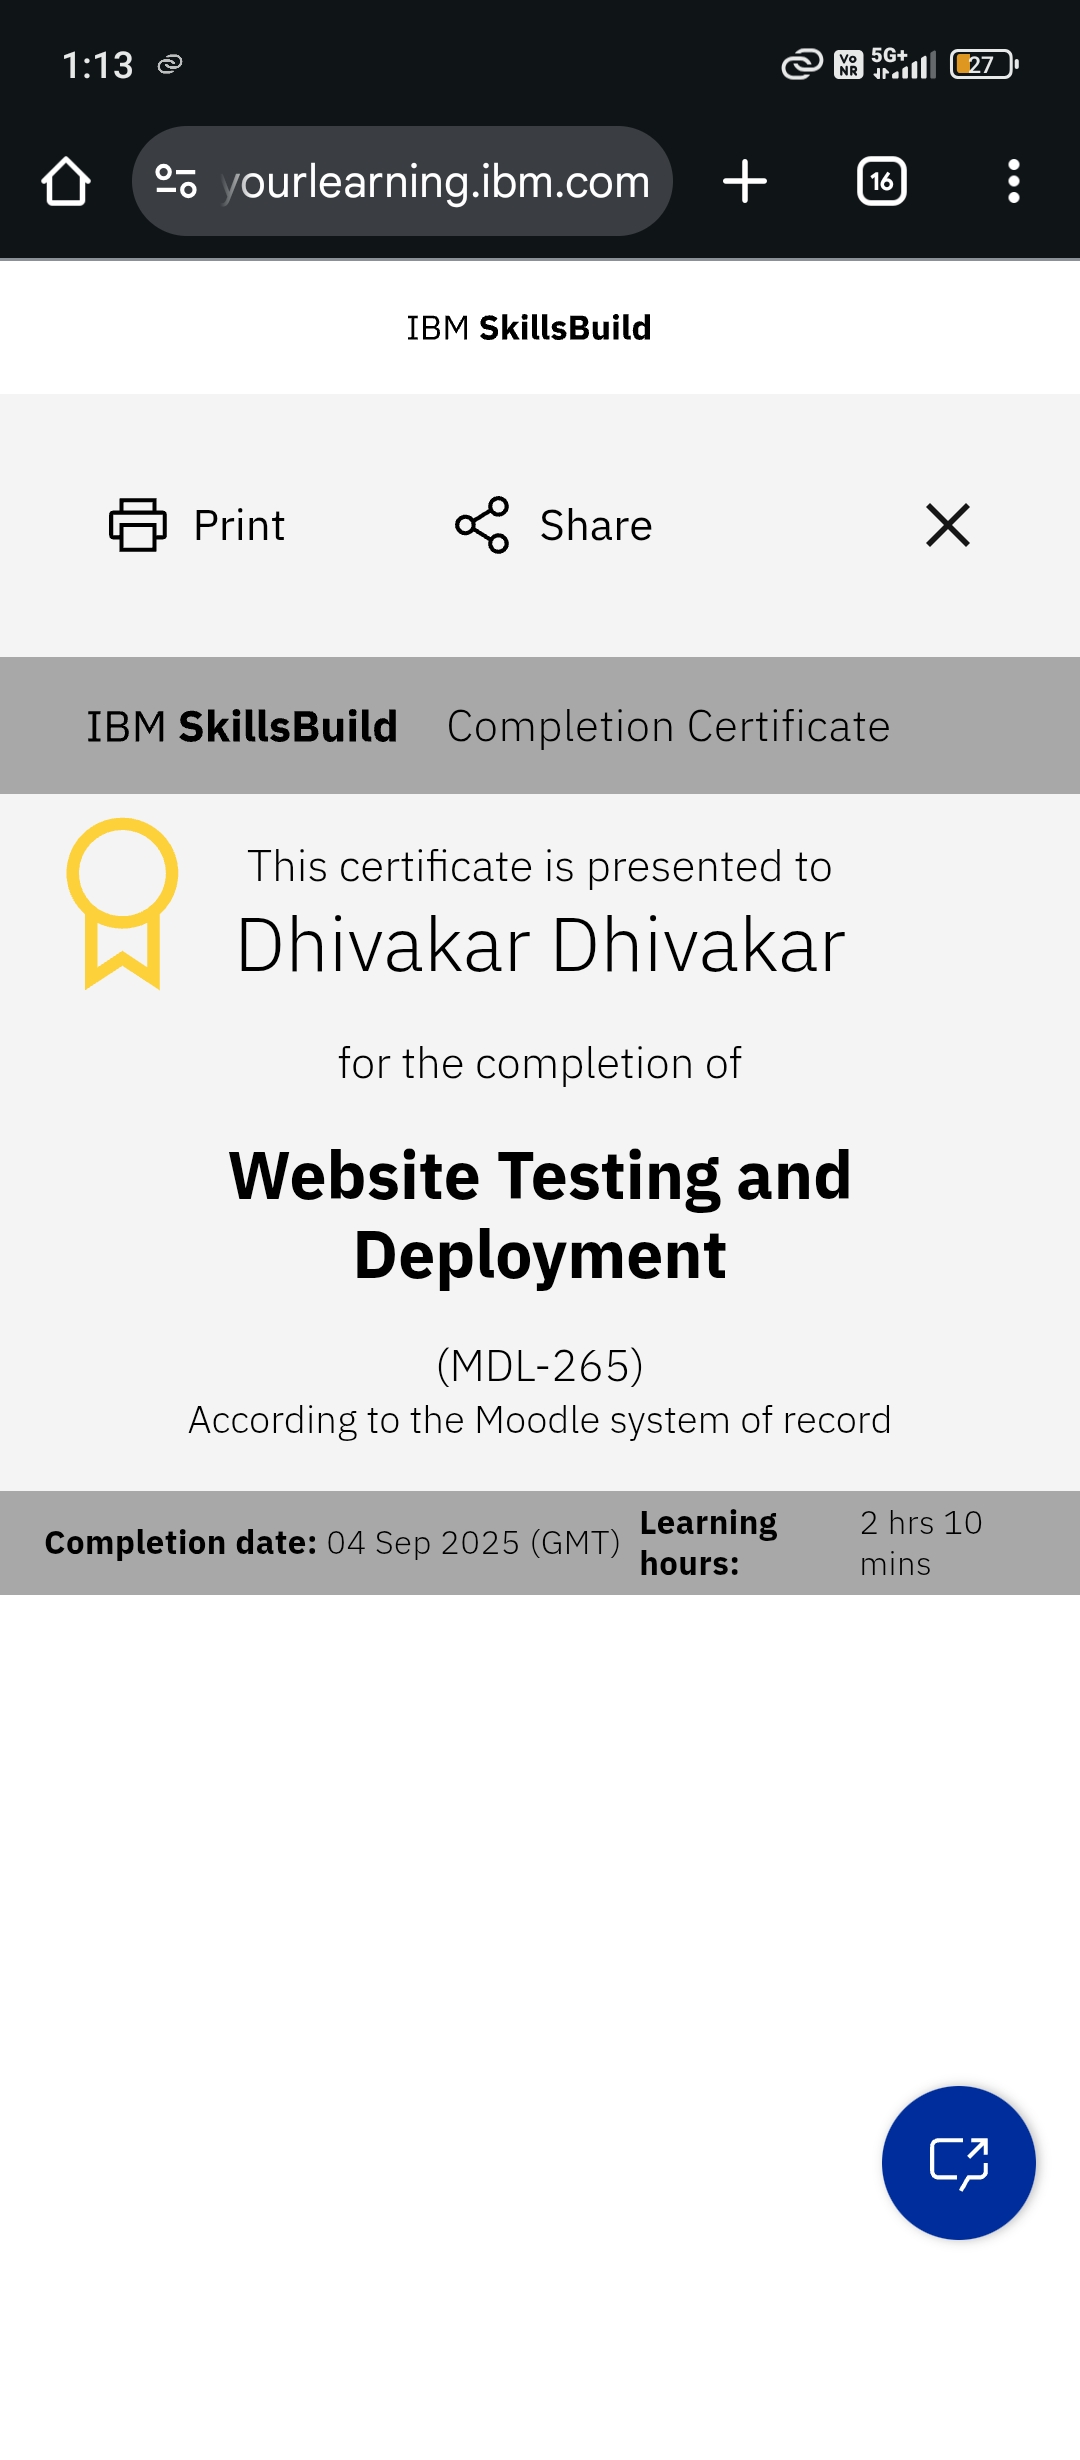 1:13 VoNR 5G+ 27
yourlearning.ibm.com 16
IBM SkillsBuild
Print Share
IBM SkillsBuild Completion Certificate
This certificate is presented to
Dhivakar Dhivakar
for the completion of
Website Testing and
Deployment
(MDL-265)
According to the Moodle system of record
Completion date: 04 Sep 2025 (GMT) Learning hours: 2 hrs 10 mins